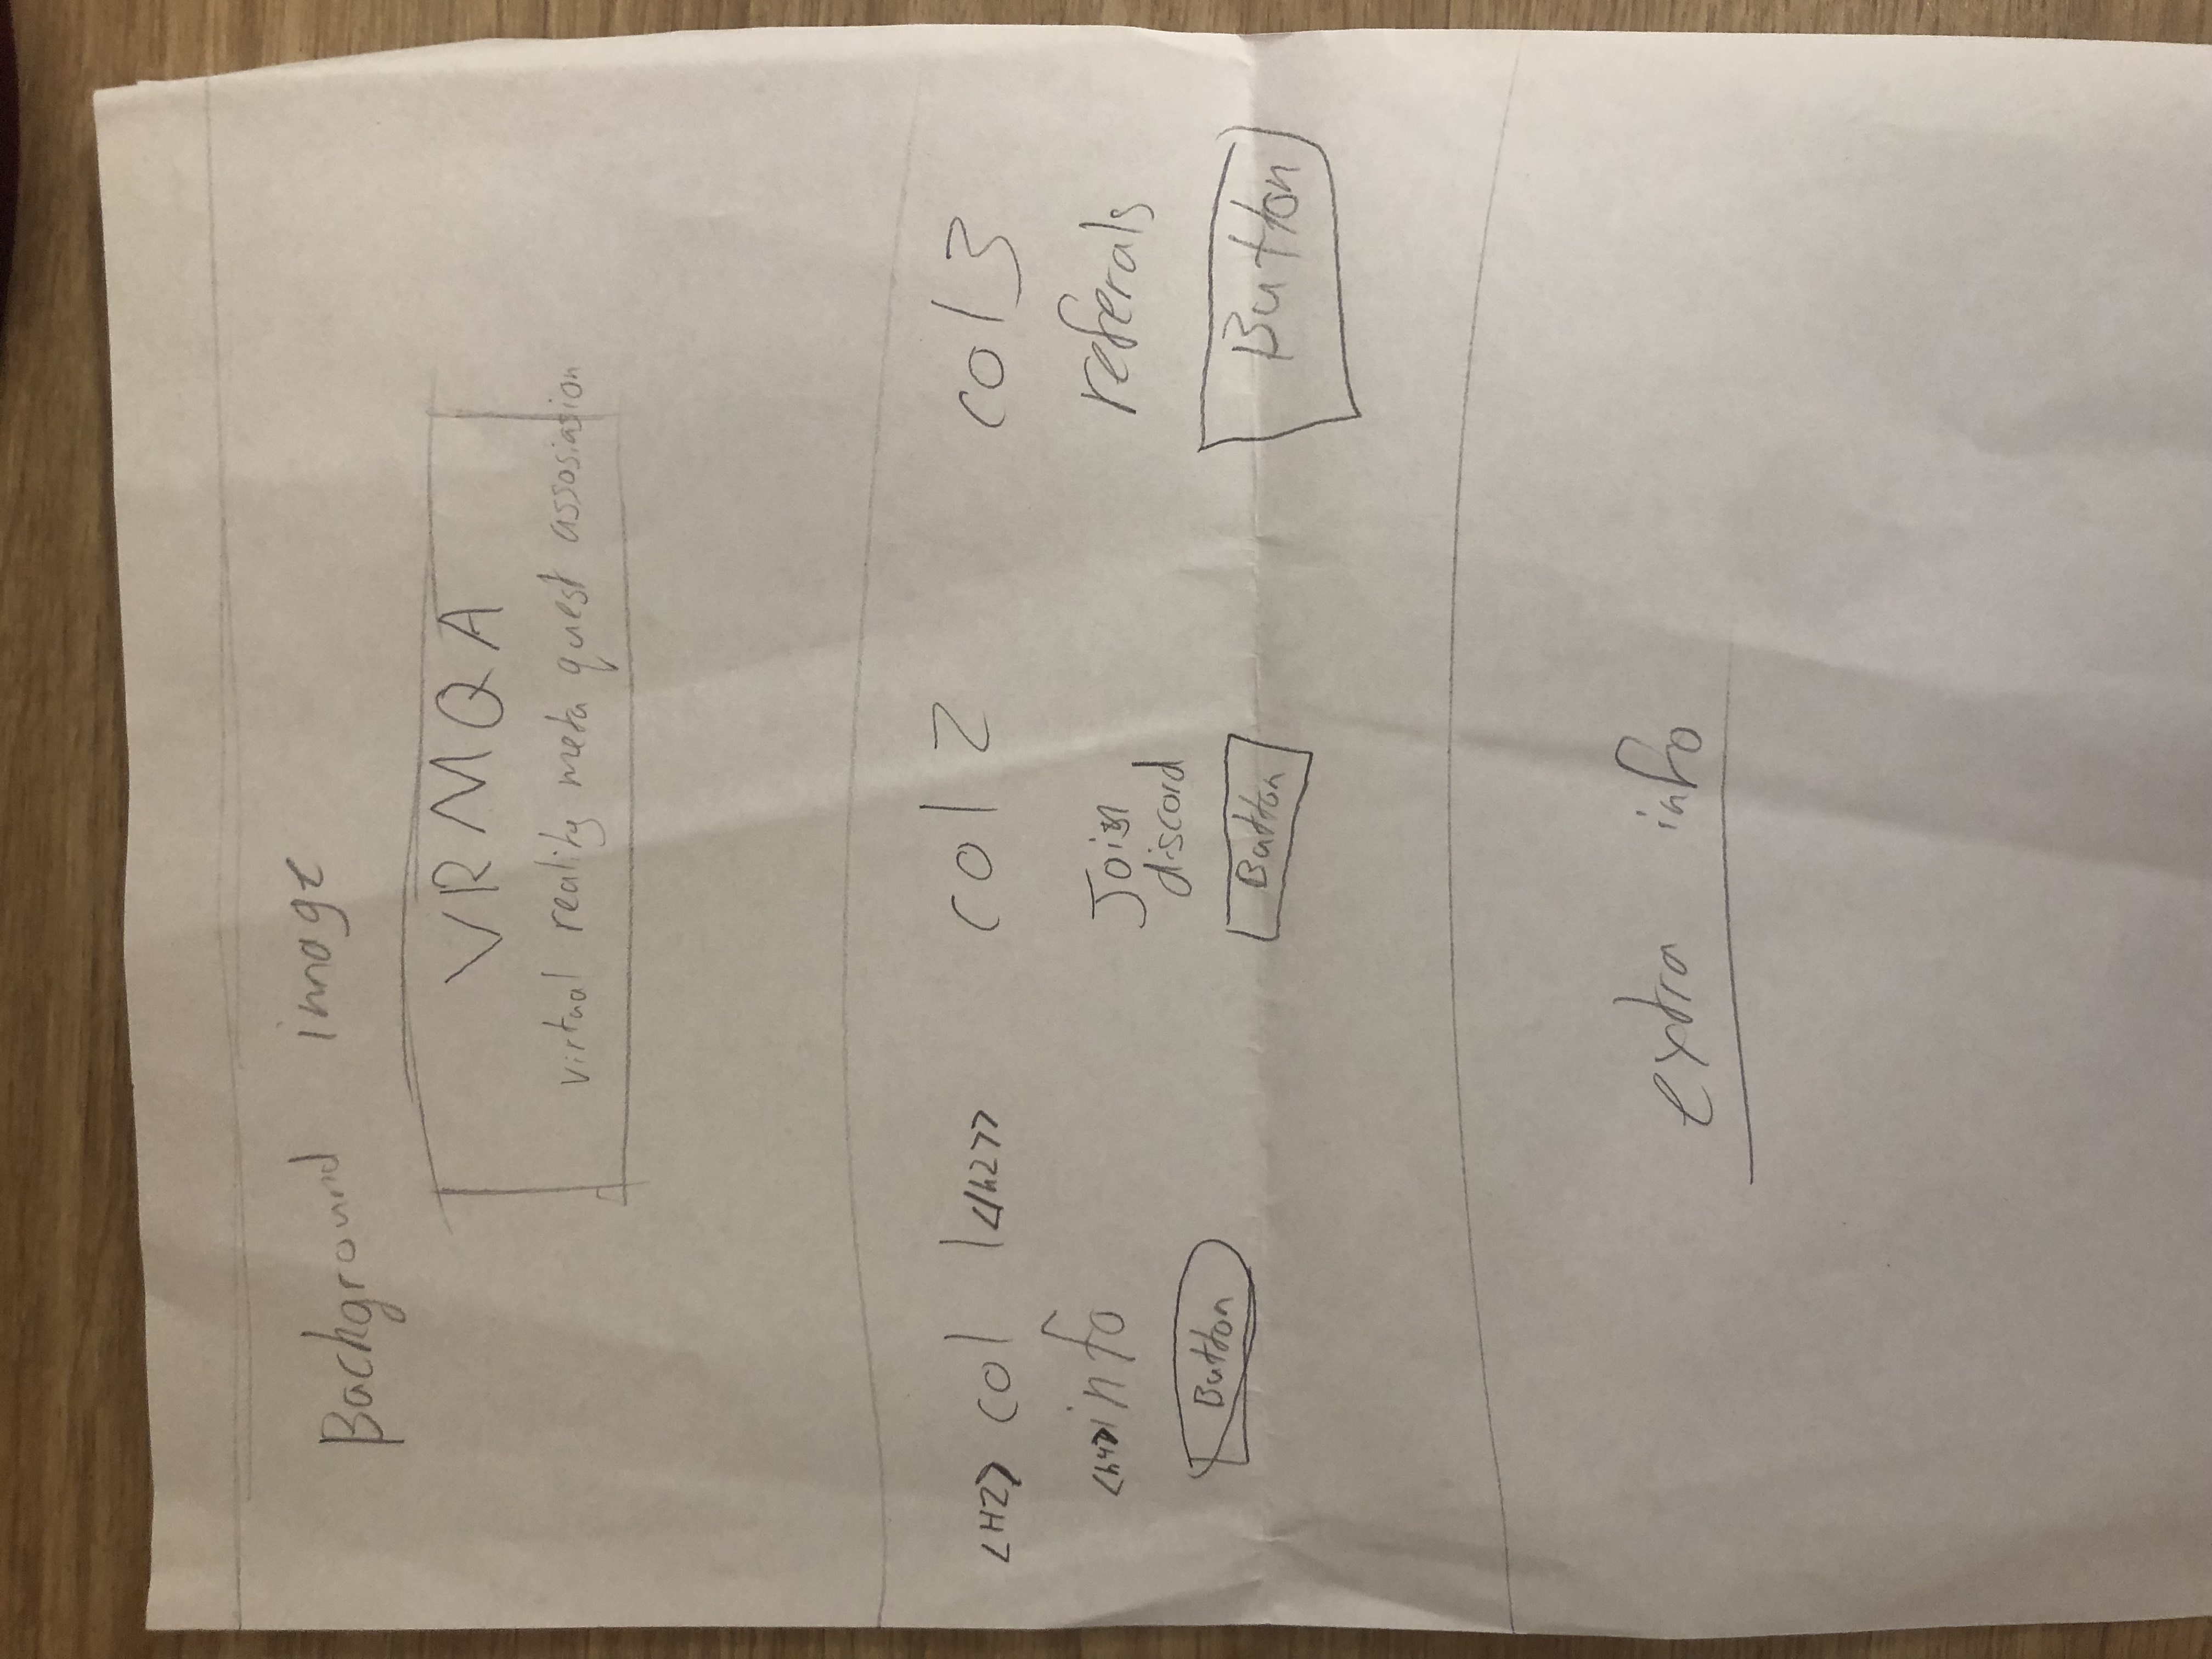 Background image
VRMQA
virtual reality meta quest assosiasion
<H2> col 1</h2>> col 2 col 3
<h4>info Join discord referals
Button Button Button
extra info